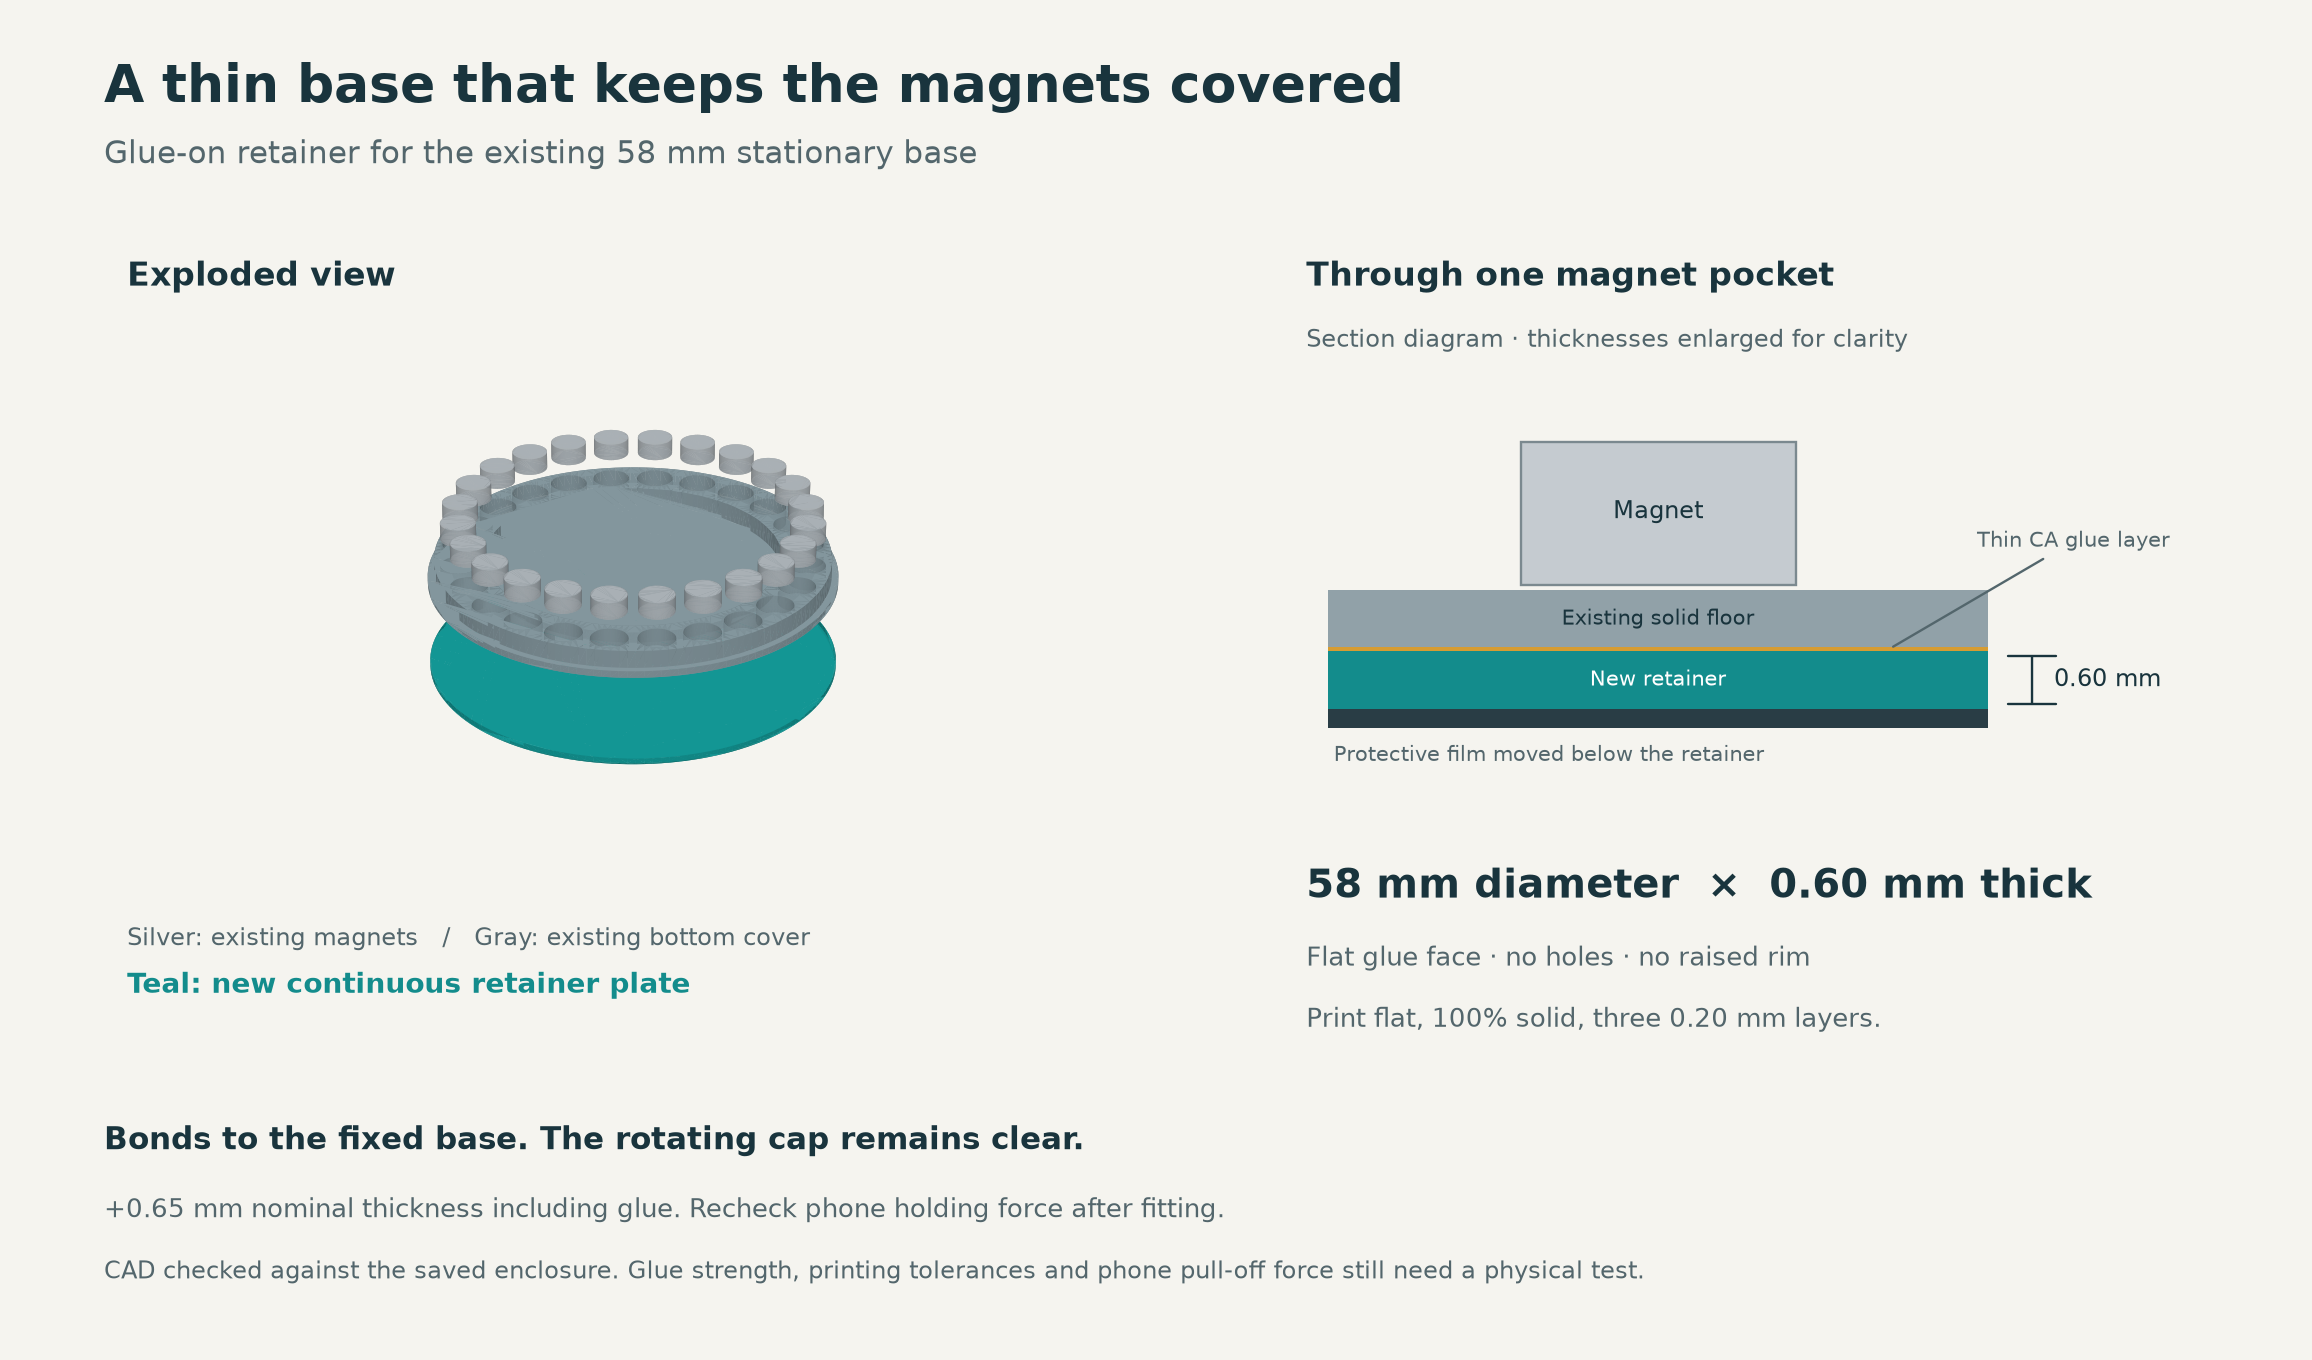 A thin base that keeps the magnets covered
Glue-on retainer for the existing 58 mm stationary base
Exploded view
Silver: existing magnets / Gray: existing bottom cover
Teal: new continuous retainer plate
Through one magnet pocket
Section diagram · thicknesses enlarged for clarity
Magnet
Thin CA glue layer
Existing solid floor
New retainer
0.60 mm
Protective film moved below the retainer
58 mm diameter × 0.60 mm thick
Flat glue face · no holes · no raised rim
Print flat, 100% solid, three 0.20 mm layers.
Bonds to the fixed base. The rotating cap remains clear.
+0.65 mm nominal thickness including glue. Recheck phone holding force after fitting.
CAD checked against the saved enclosure. Glue strength, printing tolerances and phone pull-off force still need a physical test.